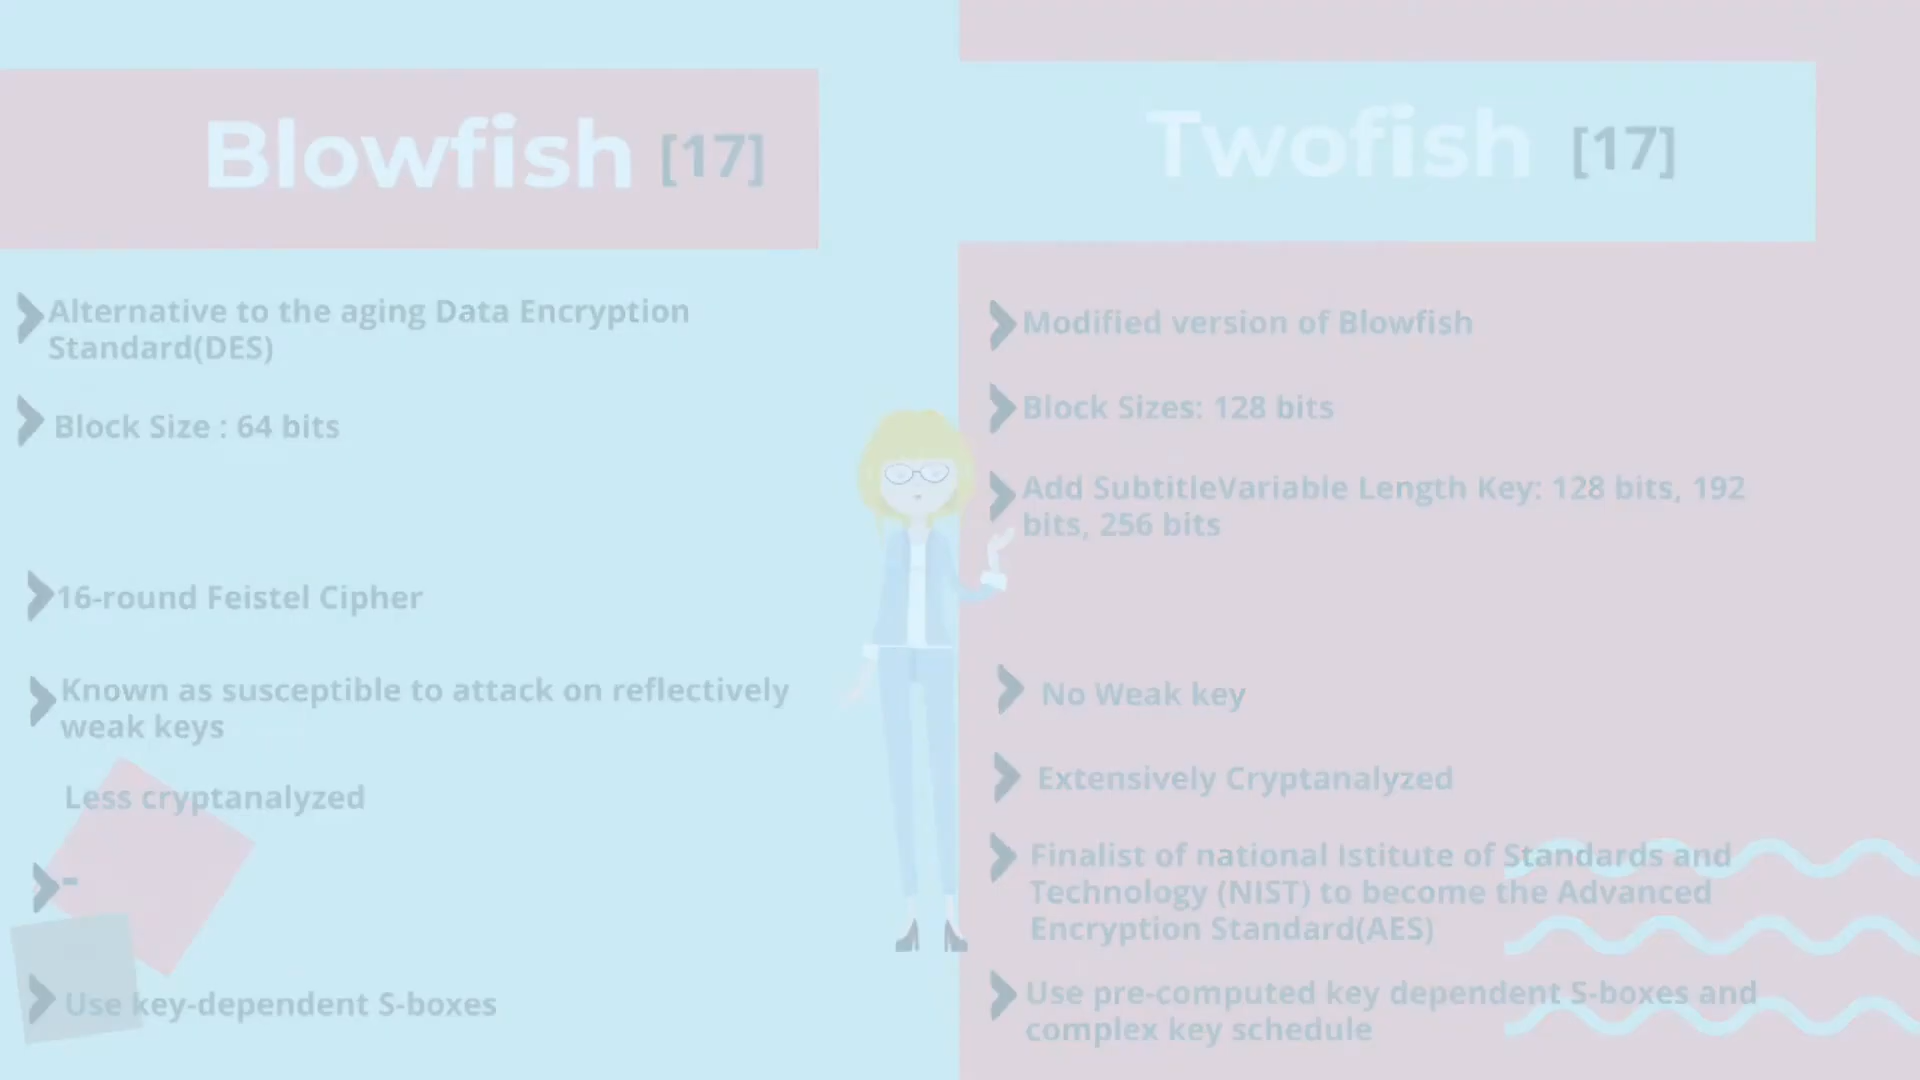 Blowfish [17]
Alternative to the aging Data Encryption
Standard(DES)
Block Size : 64 bits
16-round Feistel Cipher
Known as susceptible to attack on reflectively
weak keys
Less cryptanalyzed
-
Use key-dependent S-boxes
Twofish [17]
Modified version of Blowfish
Block Sizes: 128 bits
Add SubtitleVariable Length Key: 128 bits, 192
bits, 256 bits
No Weak key
Extensively Cryptanalyzed
Finalist of national Istitute of Standards and
Technology (NIST) to become the Advanced
Encryption Standard(AES)
Use pre-computed key dependent S-boxes and
complex key schedule